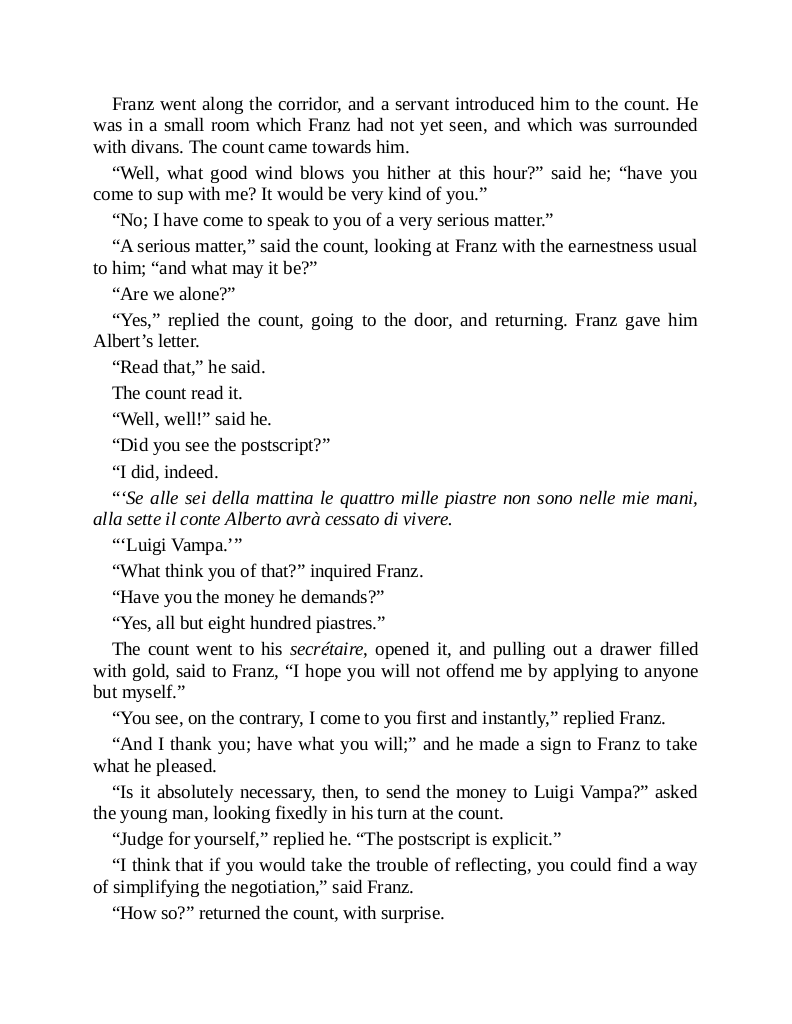 Franz went along the corridor, and a servant introduced him to the count. He
was in a small room which Franz had not yet seen, and which was surrounded
with divans. The count came towards him.
“Well, what good wind blows you hither at this hour?” said he; “have you
come to sup with me? It would be very kind of you.”
“No; I have come to speak to you of a very serious matter.”
“A serious matter,” said the count, looking at Franz with the earnestness usual
to him; “and what may it be?”
“Are we alone?”
“Yes,” replied the count, going to the door, and returning. Franz gave him
Albert’s letter.
“Read that,” he said.
The count read it.
“Well, well!” said he.
“Did you see the postscript?”
“I did, indeed.
“‘Se alle sei della mattina le quattro mille piastre non sono nelle mie mani,
alla sette il conte Alberto avrà cessato di vivere.
“‘Luigi Vampa.’”
“What think you of that?” inquired Franz.
“Have you the money he demands?”
“Yes, all but eight hundred piastres.”
The count went to his secrétaire, opened it, and pulling out a drawer filled
with gold, said to Franz, “I hope you will not offend me by applying to anyone
but myself.”
“You see, on the contrary, I come to you first and instantly,” replied Franz.
“And I thank you; have what you will;” and he made a sign to Franz to take
what he pleased.
“Is it absolutely necessary, then, to send the money to Luigi Vampa?” asked
the young man, looking fixedly in his turn at the count.
“Judge for yourself,” replied he. “The postscript is explicit.”
“I think that if you would take the trouble of reflecting, you could find a way
of simplifying the negotiation,” said Franz.
“How so?” returned the count, with surprise.